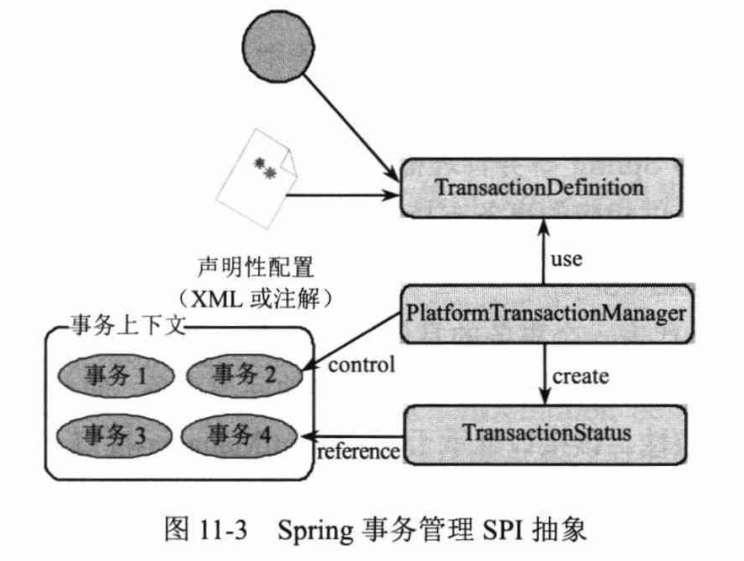 TransactionDefinition
use
声明性配置
（XML 或注解）
PlatformTransactionManager
事务上下文
control
事务 1
事务 2
create
事务 3
事务 4
TransactionStatus
reference
图 11-3 Spring 事务管理 SPI 抽象